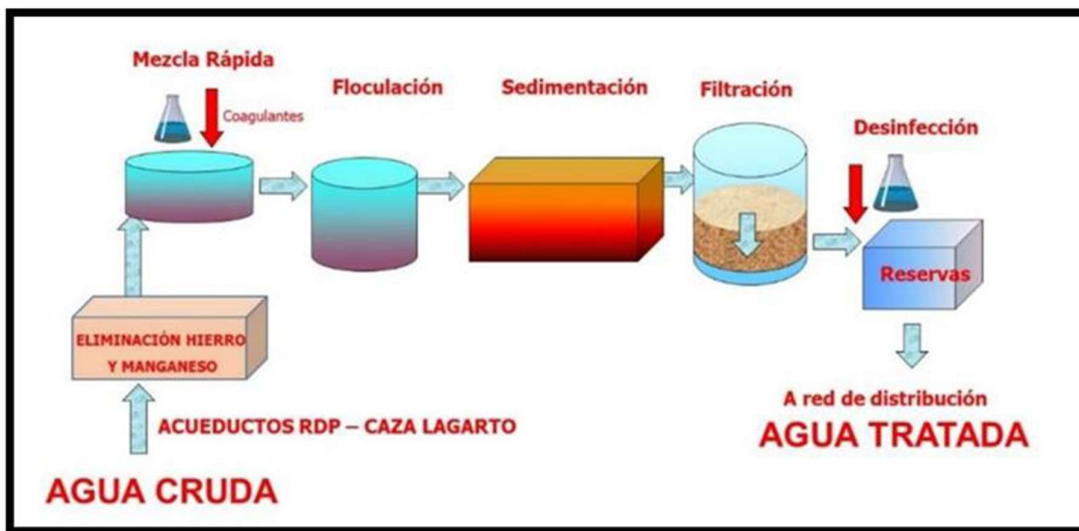 Mezcla Rápida
Coagulantes
Floculación
Sedimentación
Filtración
Desinfección
Reservas
ELIMINACIÓN HIERRO
Y MANGANESO
ACUEDUCTOS RDP – CAZA LAGARTO
AGUA CRUDA
A red de distribución
AGUA TRATADA